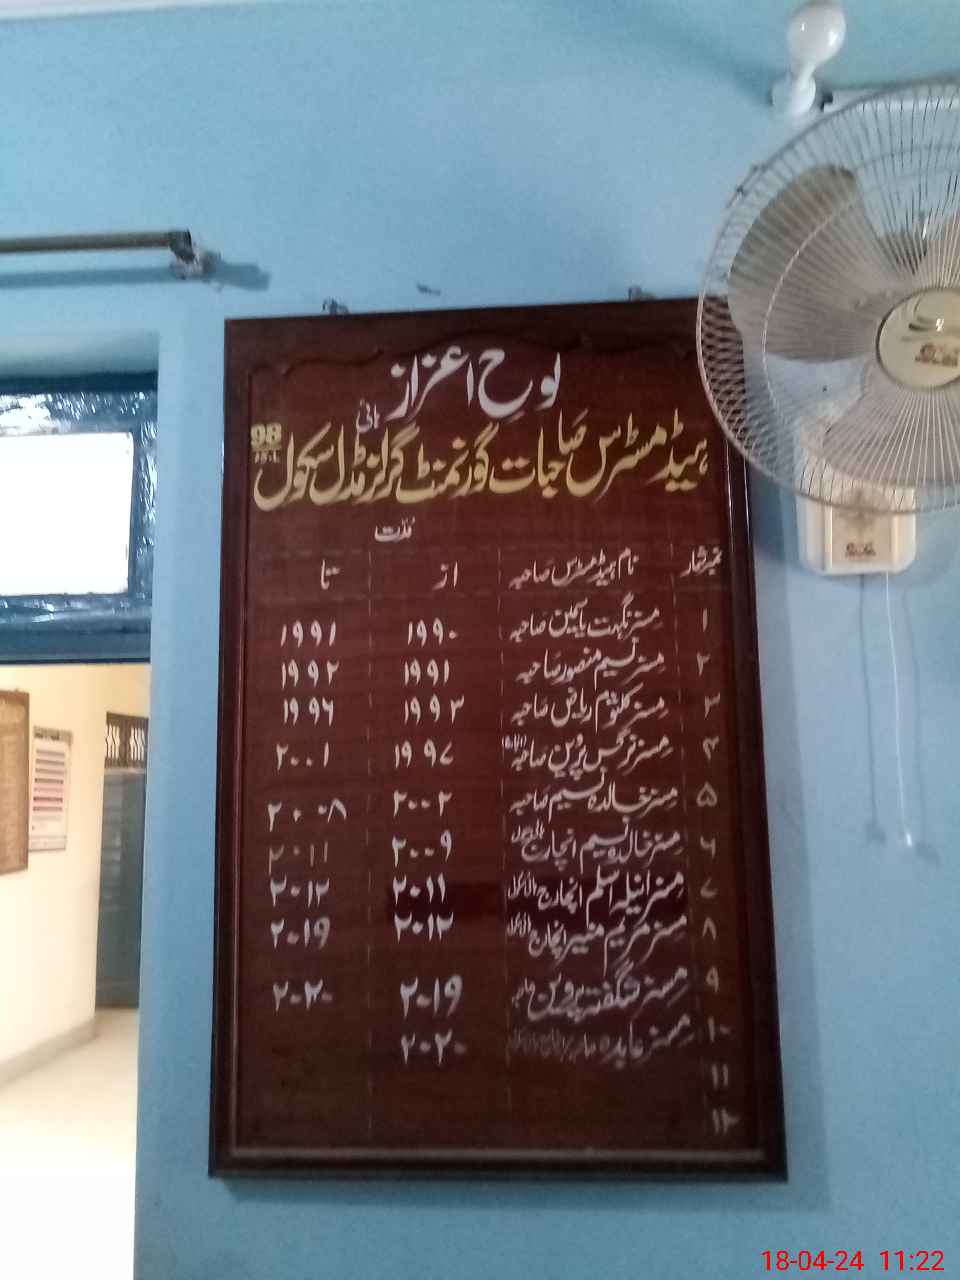 لوحِ اعزاز
ہائی
ہیڈ مسٹرس صاحبات گورنمنٹ گرلز مڈل سکول 98
مُدّت
نمبر شمار نام ہیڈ مسٹرس صاحبہ از تا
۱ مسز نگہت یاسمین صاحبہ ۱۹۹۰ ۱۹۹۱
۲ مسز نسیم منصور صاحبہ ۱۹۹۱ ۱۹۹۲
۳ مسز کلثوم ریاض صاحبہ ۱۹۹۳ ۱۹۹۶
۴ مسز نرگس پروین صاحبہ ۱۹۹۷ ۲۰۰۱
۵ مسز خالدہ نسیم صاحبہ ۲۰۰۲ ۲۰۰۸
۶ مسز خالدہ نسیم انچارج ۲۰۰۹ ۲۰۱۱
۷ مسز انیلہ اسلم انچارج ۲۰۱۱ ۲۰۱۲
۸ مسز مریم منیر انچارج ۲۰۱۲ ۲۰۱۹
۹ مسز شگفتہ پروین صاحبہ ۲۰۱۹ ۲۰۲۰
۱۰ مسز عابدہ ۲۰۲۰
۱۱
۱۲
18-04-24 11:22